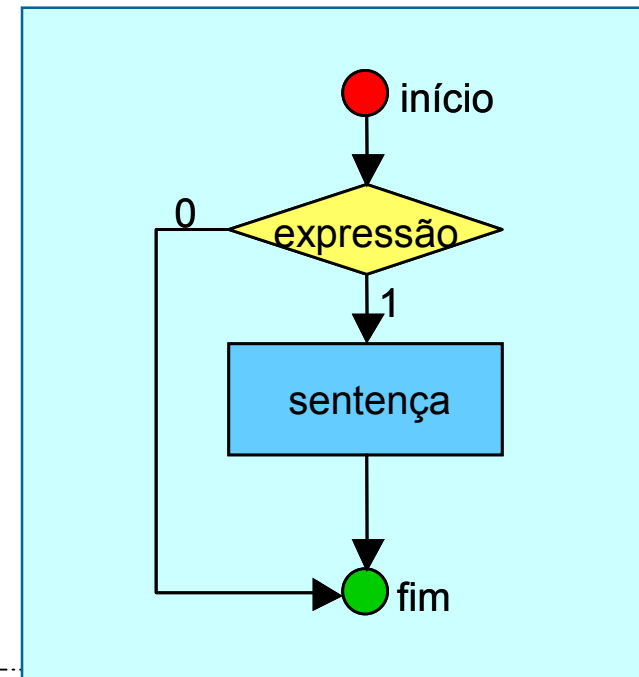 início
0
expressão
1
sentença
fim